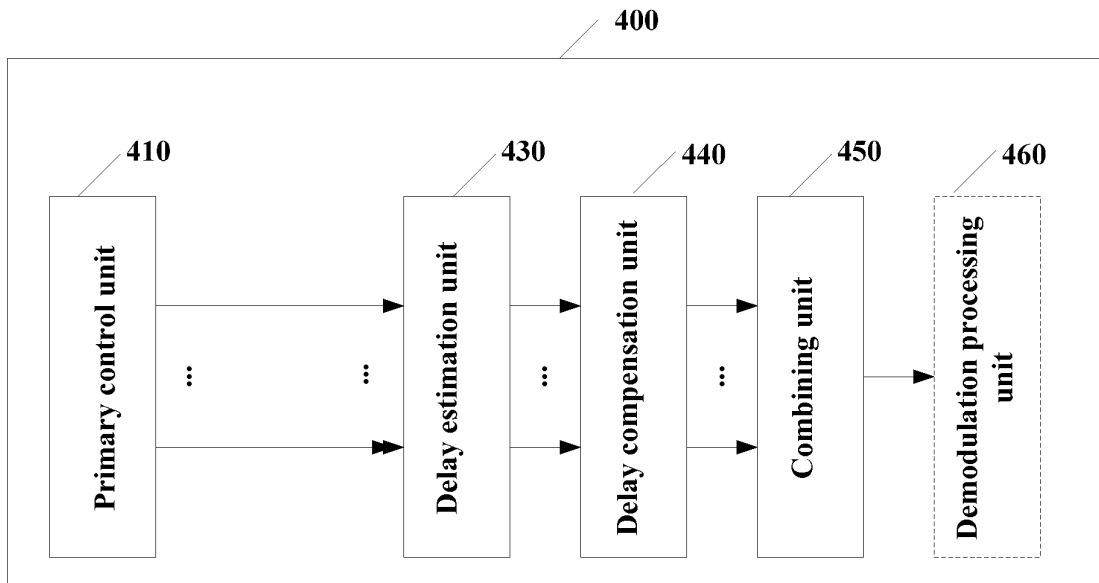 400
410
430
440
450
460
Primary control unit
...
...
Delay estimation unit
...
Delay compensation unit
...
Combining unit
Demodulation processing
unit